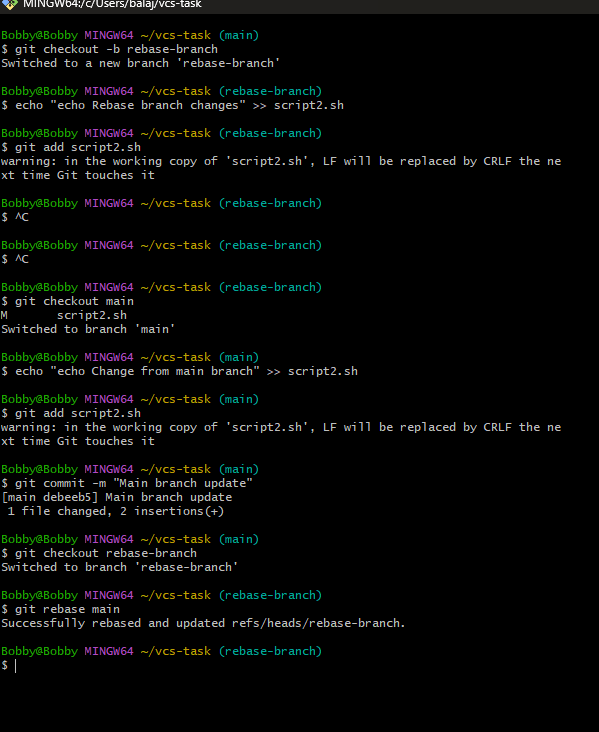 MINGW64:/c/Users/balaj/vcs-task
Bobby@Bobby MINGW64 ~/vcs-task (main)
$ git checkout -b rebase-branch
Switched to a new branch 'rebase-branch'
Bobby@Bobby MINGW64 ~/vcs-task (rebase-branch)
$ echo "echo Rebase branch changes" >> script2.sh
Bobby@Bobby MINGW64 ~/vcs-task (rebase-branch)
$ git add script2.sh
warning: in the working copy of 'script2.sh', LF will be replaced by CRLF the ne
xt time Git touches it
Bobby@Bobby MINGW64 ~/vcs-task (rebase-branch)
$ ^C
Bobby@Bobby MINGW64 ~/vcs-task (rebase-branch)
$ ^C
Bobby@Bobby MINGW64 ~/vcs-task (rebase-branch)
$ git checkout main
M       script2.sh
Switched to branch 'main'
Bobby@Bobby MINGW64 ~/vcs-task (main)
$ echo "echo Change from main branch" >> script2.sh
Bobby@Bobby MINGW64 ~/vcs-task (main)
$ git add script2.sh
warning: in the working copy of 'script2.sh', LF will be replaced by CRLF the ne
xt time Git touches it
Bobby@Bobby MINGW64 ~/vcs-task (main)
$ git commit -m "Main branch update"
[main debeeb5] Main branch update
 1 file changed, 2 insertions(+)
Bobby@Bobby MINGW64 ~/vcs-task (main)
$ git checkout rebase-branch
Switched to branch 'rebase-branch'
Bobby@Bobby MINGW64 ~/vcs-task (rebase-branch)
$ git rebase main
Successfully rebased and updated refs/heads/rebase-branch.
Bobby@Bobby MINGW64 ~/vcs-task (rebase-branch)
$